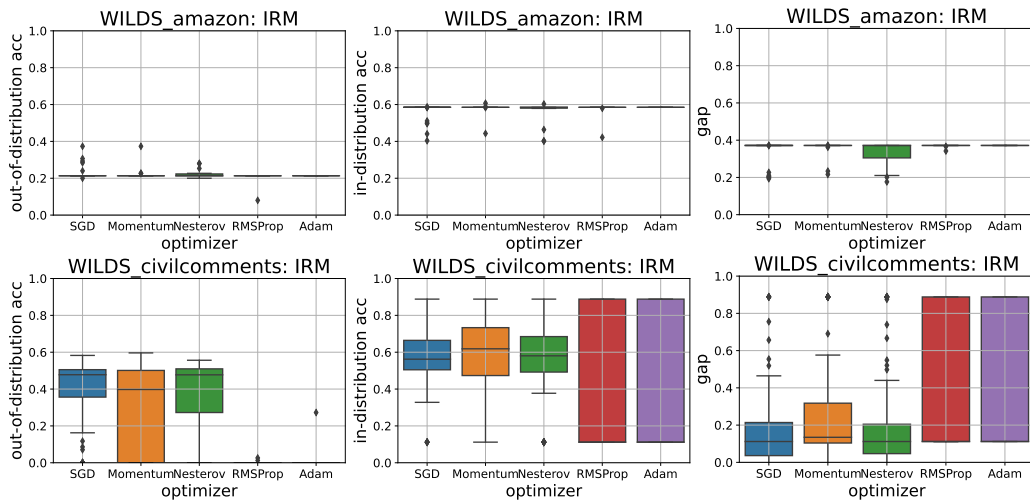 WILDS_amazon: IRM
out-of-distribution acc
1.0
0.8
0.6
0.4
0.2
0.0
SGD Momentum Nesterov RMSProp Adam
optimizer
WILDS_amazon: IRM
in-distribution acc
1.0
0.8
0.6
0.4
0.2
0.0
SGD Momentum Nesterov RMSProp Adam
optimizer
WILDS_amazon: IRM
gap
1.0
0.8
0.6
0.4
0.2
0.0
SGD Momentum Nesterov RMSProp Adam
optimizer
WILDS_civilcomments: IRM
out-of-distribution acc
1.0
0.8
0.6
0.4
0.2
0.0
SGD Momentum Nesterov RMSProp Adam
optimizer
WILDS_civilcomments: IRM
in-distribution acc
1.0
0.8
0.6
0.4
0.2
0.0
SGD Momentum Nesterov RMSProp Adam
optimizer
WILDS_civilcomments: IRM
gap
1.0
0.8
0.6
0.4
0.2
0.0
SGD Momentum Nesterov RMSProp Adam
optimizer